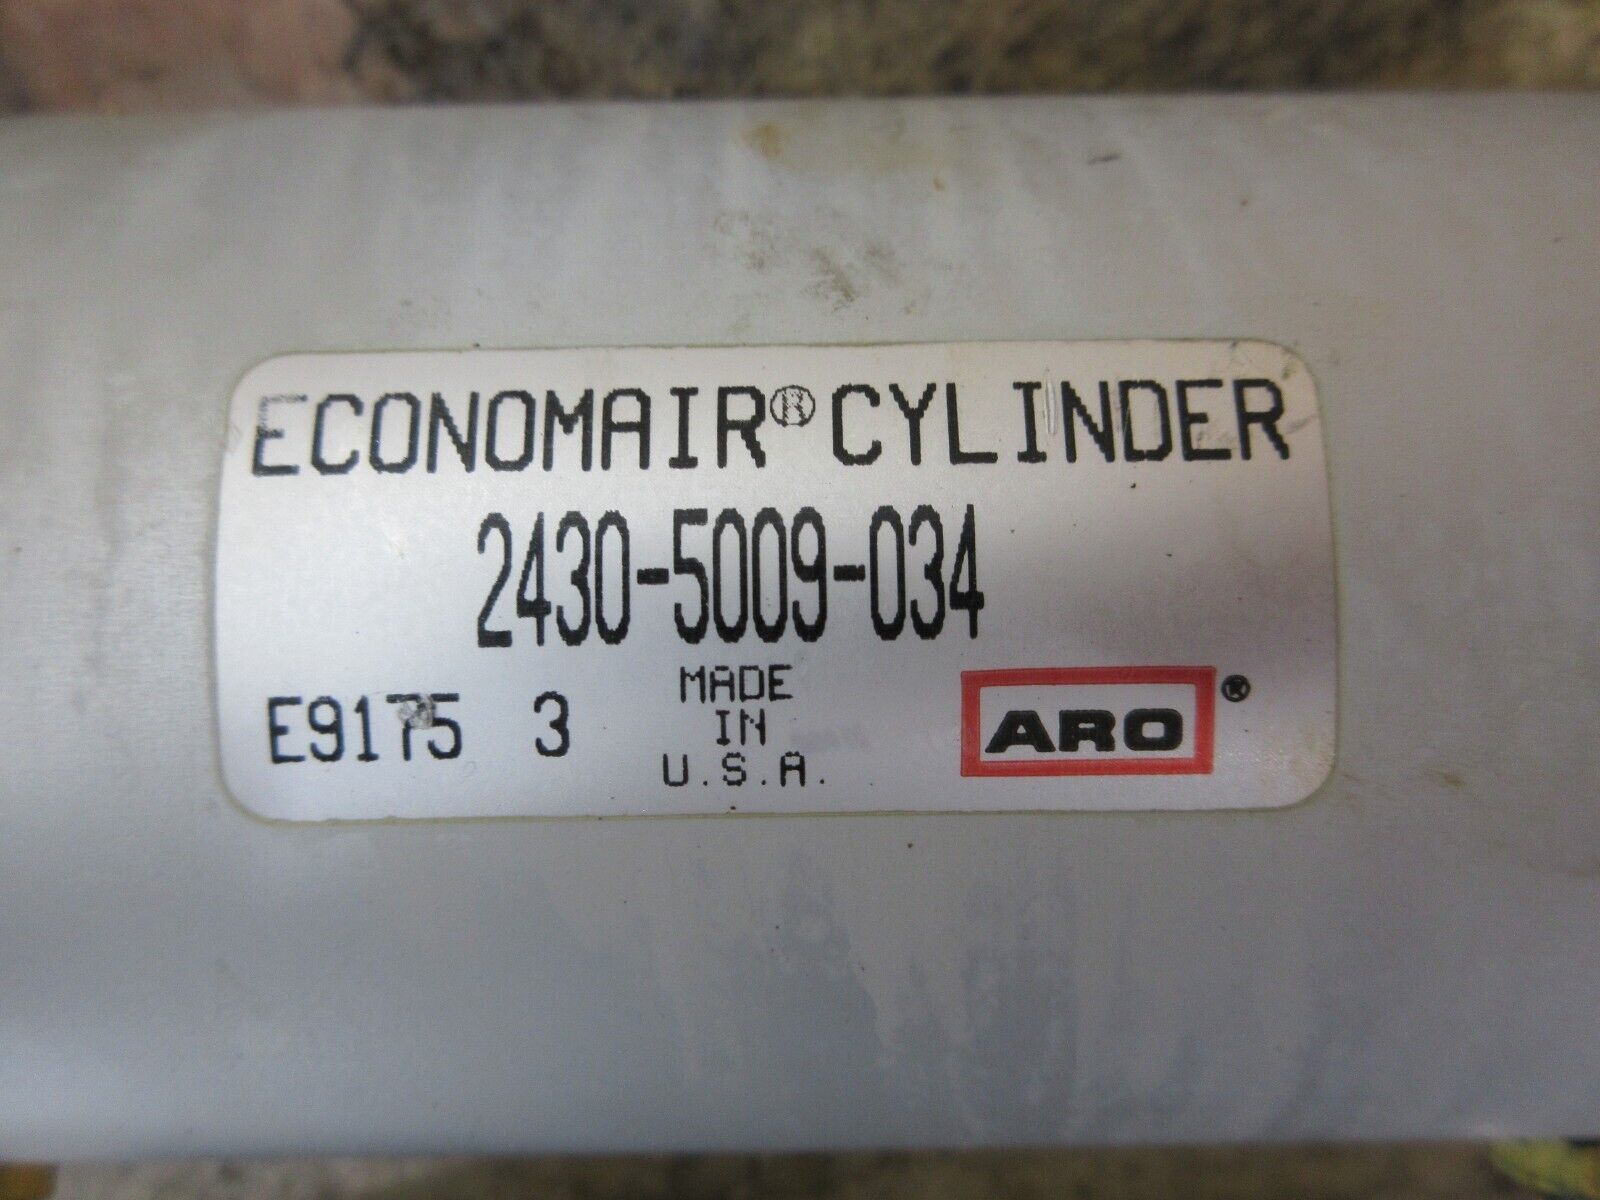 ECONOMAIR® CYLINDER
2430-5009-034
E9175 3
MADE
IN
U.S.A.
ARO®